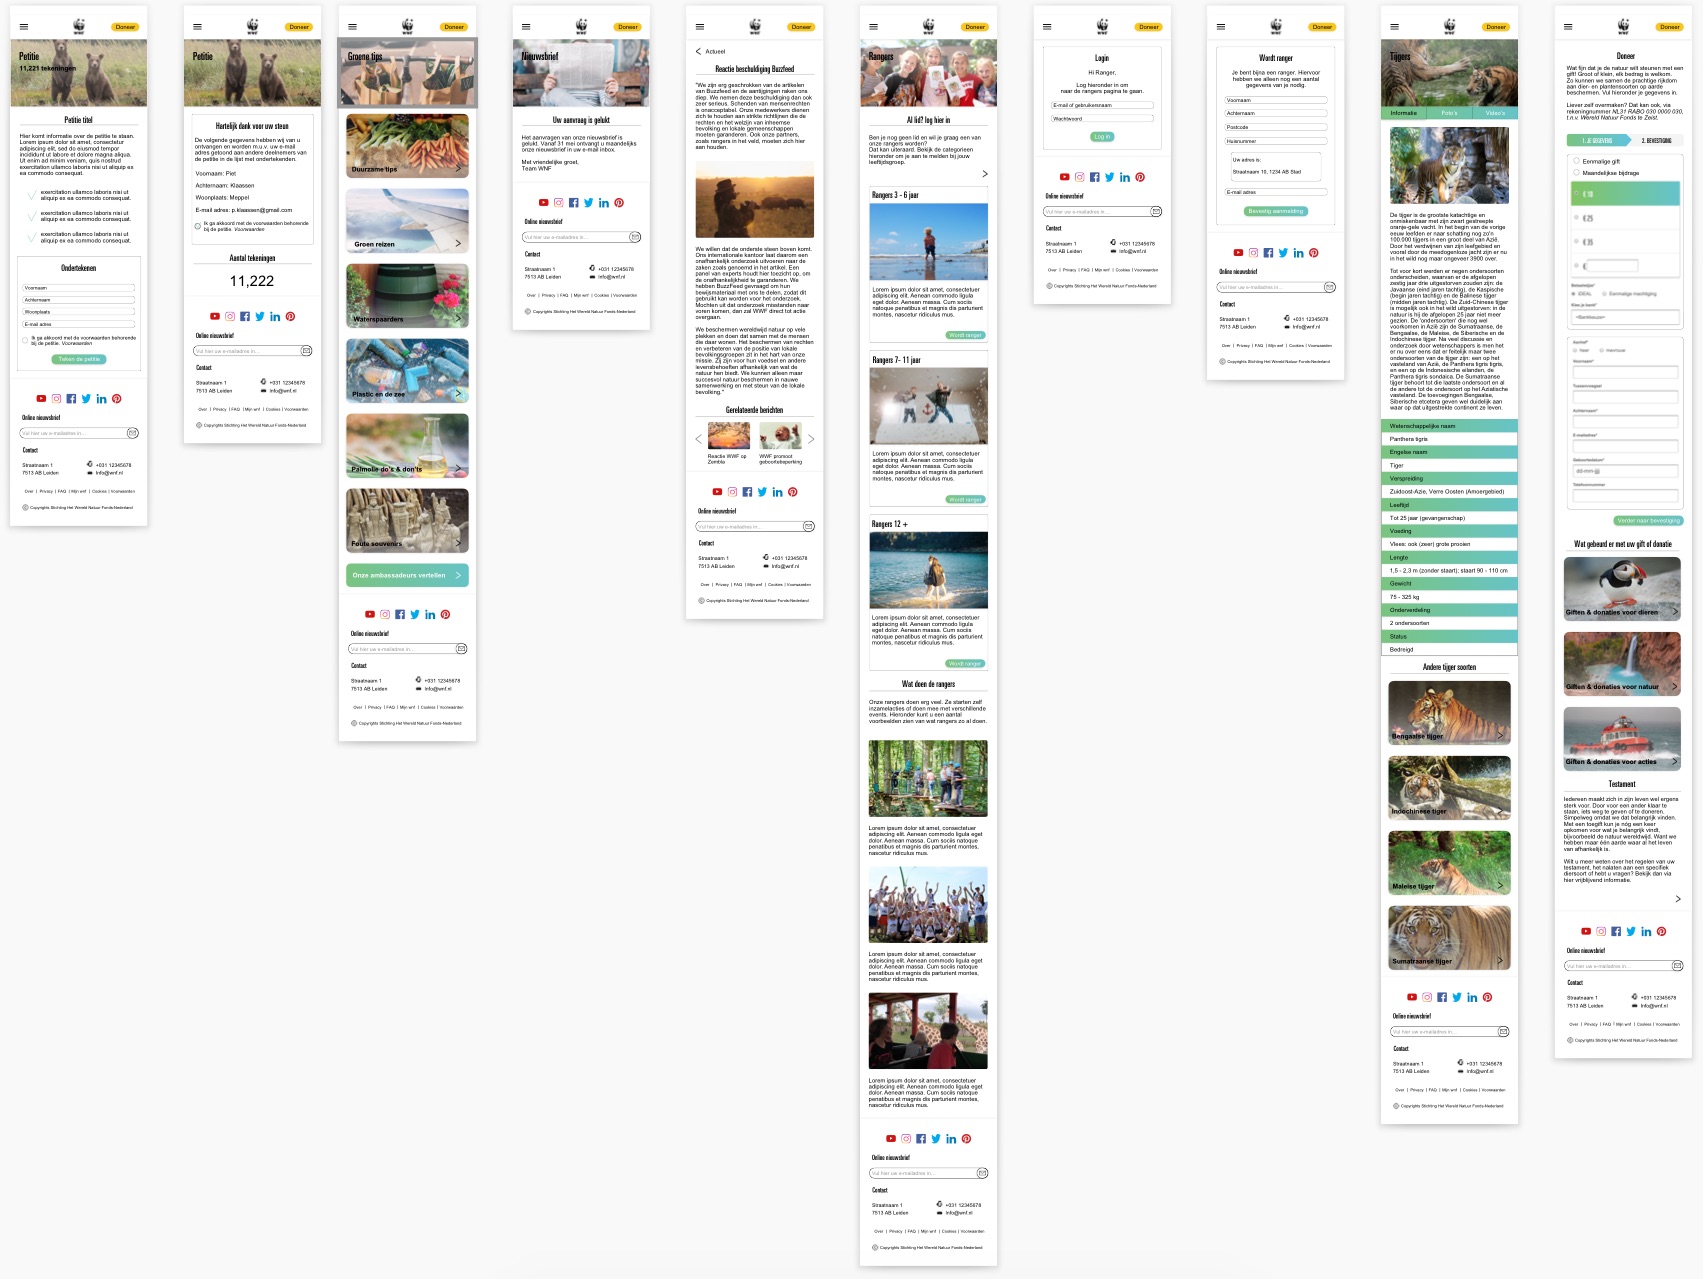 WWF
Doneer
Petitie
11,221 tekeningen
Petitie titel
Hier komt informatie over de petitie te staan.
Lorem ipsum dolor sit amet, consectetur
adipiscing elit, sed do eiusmod tempor
incididunt ut labore et dolore magna aliqua.
Ut enim ad minim veniam, quis nostrud
exercitation ullamco laboris nisi ut aliquip ex
ea commodo consequat.
exercitation ullamco laboris nisi ut
aliquip ex ea commodo consequat.
exercitation ullamco laboris nisi ut
aliquip ex ea commodo consequat.
exercitation ullamco laboris nisi ut
aliquip ex ea commodo consequat.
Ondertekenen
Voornaam
Achternaam
Woonplaats
E-mail adres
Ik ga akkoord met de voorwaarden behorende
bij de petitie. Voorwaarden
Teken de petitie
Online nieuwsbrief
Vul hier uw e-mailadres in...
Contact
Straatnaam 1 +031 12345678
7513 AB Leiden info@wnf.nl
Over | Privacy | FAQ | Mijn wnf | Cookies | Voorwaarden
Copyrights Stichting Het Wereld Natuur Fonds-Nederland
Doneer
Petitie
Hartelijk dank voor uw steun
De volgende gegevens hebben wij van u
ontvangen er worden m.u.v. uw e-mail
adres getoond aan andere deelnemers van
de petitie in de lijst met ondertekenden.
Voornaam: Piet
Achternaam: Klaassen
Woonplaats: Meppel
E-mail adres: p.klaassen@gmail.com
Ik ga akkoord met de voorwaarden behorende
bij de petitie. Voorwaarden
Aantal tekeningen
11,222
Online nieuwsbrief
Vul hier uw e-mailadres in...
Contact
Straatnaam 1 +031 12345678
7513 AB Leiden info@wnf.nl
Over | Privacy | FAQ | Mijn wnf | Cookies | Voorwaarden
Copyrights Stichting Het Wereld Natuur Fonds-Nederland
Doneer
Groene tips
Duurzame tips
Groen reizen
Waterspaarders
Plastic en de zee
Palmolie do's & don'ts
Foute souvenirs
Onze ambassadeurs vertellen
Online nieuwsbrief
Vul hier uw e-mailadres in...
Contact
Straatnaam 1 +031 12345678
7513 AB Leiden info@wnf.nl
Over | Privacy | FAQ | Mijn wnf | Cookies | Voorwaarden
Copyrights Stichting Het Wereld Natuur Fonds-Nederland
Doneer
Nieuwsbrief
Uw aanvraag is gelukt
Het aanvragen van onze nieuwsbrief is
gelukt. Vanaf 31 mei ontvangt u maandelijks
onze nieuwsbrief in uw e-mail inbox.
Met vriendelijke groet,
Team WNF
Online nieuwsbrief
Vul hier uw e-mailadres in...
Contact
Straatnaam 1 +031 12345678
7513 AB Leiden info@wnf.nl
Over | Privacy | FAQ | Mijn wnf | Cookies | Voorwaarden
Copyrights Stichting Het Wereld Natuur Fonds-Nederland
Doneer
Actueel
Reactie beschuldiging Buzzfeed
"We zijn erg geschrokken van de artikelen
van Buzzfeed en de aantijgingen raken ons
diep. We nemen deze beschuldiging dan ook
zeer serieus. Schenden van mensenrechten
is onacceptabel. Onze medewerkers dienen
zich te houden aan strikte richtlijnen die de
rechten en het welzijn van inheemse
bevolking en lokale gemeenschappen
moeten garanderen. Ook onze partners,
zoals rangers in het veld, moeten zich hier
aan houden.
We willen dat de onderste steen boven komt.
Ons internationale kantoor laat daarom een
onafhankelijk onderzoek uitvoeren naar de
zaken zoals genoemd in het artikel. Een
panel van experts houdt hier toezicht op, om
de onafhankelijkheid te garanderen. We
hebben BuzzFeed gevraagd om hun
bewijsmateriaal met ons te delen, zodat dit
gebruikt kan worden voor het onderzoek.
Mochten uit dat onderzoek misstanden naar
voren komen, dan zal WWF direct tot actie
overgaan.
We beschermen wereldwijd natuur op vele
plekken en doen dat samen met de mensen
die daar wonen. Het beschermen van rechten
en verbeteren van de positie van lokale
bevolkingsgroepen zit in het hart van onze
missie. Zij zijn voor hun voedsel en andere
levensbehoeften afhankelijk van wat de
natuur hen biedt. We kunnen alleen maar
succesvol natuur beschermen in nauwe
samenwerking en met steun van de lokale
bevolking."
Gerelateerde berichten
Reactie WWF op
Zembla
WWF promoot
geboortebeperking
Online nieuwsbrief
Vul hier uw e-mailadres in...
Contact
Straatnaam 1 +031 12345678
7513 AB Leiden info@wnf.nl
Over | Privacy | FAQ | Mijn wnf | Cookies | Voorwaarden
Copyrights Stichting Het Wereld Natuur Fonds-Nederland
Doneer
Rangers
Al lid? log hier in
Ben je nog geen lid en wil je graag een van
onze rangers worden?
Dat kan uiteraard. Bekijk de categorieen
hieronder om je aan te melden bij jouw
leeftijdsgroep.
Rangers 3 - 6 jaar
Lorem ipsum dolor sit amet, consectetuer
adipiscing elit. Aenean commodo ligula
eget dolor. Aenean massa. Cum sociis
natoque penatibus et magnis dis parturient
montes, nascetur ridiculus mus.
Wordt ranger
Rangers 7- 11 jaar
Lorem ipsum dolor sit amet, consectetuer
adipiscing elit. Aenean commodo ligula
eget dolor. Aenean massa. Cum sociis
natoque penatibus et magnis dis parturient
montes, nascetur ridiculus mus.
Wordt ranger
Rangers 12 +
Lorem ipsum dolor sit amet, consectetuer
adipiscing elit. Aenean commodo ligula
eget dolor. Aenean massa. Cum sociis
natoque penatibus et magnis dis parturient
montes, nascetur ridiculus mus.
Wordt ranger
Wat doen de rangers
Onze rangers doen erg veel. Ze starten zelf
inzamelacties of doen mee met verschillende
events. Hieronder kunt u een aantal
voorbeelden zien van wat rangers zo al doen.
Lorem ipsum dolor sit amet, consectetuer
adipiscing elit. Aenean commodo ligula eget
dolor. Aenean massa. Cum sociis natoque
penatibus et magnis dis parturient montes,
nascetur ridiculus mus.
Lorem ipsum dolor sit amet, consectetuer
adipiscing elit. Aenean commodo ligula eget
dolor. Aenean massa. Cum sociis natoque
penatibus et magnis dis parturient montes,
nascetur ridiculus mus.
Lorem ipsum dolor sit amet, consectetuer
adipiscing elit. Aenean commodo ligula eget
dolor. Aenean massa. Cum sociis natoque
penatibus et magnis dis parturient montes,
nascetur ridiculus mus.
Online nieuwsbrief
Vul hier uw e-mailadres in...
Contact
Straatnaam 1 +031 12345678
7513 AB Leiden info@wnf.nl
Over | Privacy | FAQ | Mijn wnf | Cookies | Voorwaarden
Copyrights Stichting Het Wereld Natuur Fonds-Nederland
Doneer
Login
Hi Ranger,
Log hieronder in om
naar de rangers pagina te gaan.
E-mail of gebruikersnaam
Wachtwoord
Log in
Online nieuwsbrief
Vul hier uw e-mailadres in...
Contact
Straatnaam 1 +031 12345678
7513 AB Leiden info@wnf.nl
Over | Privacy | FAQ | Mijn wnf | Cookies | Voorwaarden
Copyrights Stichting Het Wereld Natuur Fonds-Nederland
Doneer
Wordt ranger
Je bent bijna een ranger. Hiervoor
hebben we alleen nog een aantal
gegevens van je nodig.
Voornaam
Achternaam
Postcode
Huisnummer
Uw adres is:
Straatnaam 10, 1234 AB Stad
E-mail adres
Bevestig aanmelding
Online nieuwsbrief
Vul hier uw e-mailadres in...
Contact
Straatnaam 1 +031 12345678
7513 AB Leiden info@wnf.nl
Over | Privacy | FAQ | Mijn wnf | Cookies | Voorwaarden
Copyrights Stichting Het Wereld Natuur Fonds-Nederland
Doneer
Tijgers
Informatie Foto's Video's
De tijger is de grootste katachtige en
onmiskenbaar met zijn zwart gestreepte
oranje-gele vacht. In het begin van de vorige
eeuw leefden er naar schatting nog zo'n
100.000 tijgers in een groot deel van Azië.
Door het verdwijnen van zijn leefgebied en
vooral door de meedogenloze jacht zijn er nu
in het wild nog maar ongeveer 3900 over.
Tot voor kort werden er negen ondersoorten
onderscheiden, waarvan er de afgelopen
zestig jaar drie uitgestorven zouden zijn: de
Javaanse (eind jaren tachtig), de Kaspische
(begin jaren tachtig) en de Balinese tijger
(midden jaren tachtig). De Zuid-Chinese tijger
is mogelijk ook in het wild uitgestorven: in de
natuur is hij de afgelopen 25 jaar niet meer
gezien. De 'ondersoorten' die nog wel
voorkomen in Azië zijn de Sumatraanse, de
Bengaalse, de Maleise, de Siberische en de
Indochinese tijger. Na veel discussie en
onderzoek door wetenschappers is men het
er nu over eens dat er feitelijk maar twee
ondersoorten van de tijger zijn: een op het
vasteland van Azië, de Panthera tigris tigris,
en een op de Indonesische eilanden, de
Panthera tigris sondaica. De Sumatraanse
tijger behoort tot die laatste ondersoort en al
de andere tot de ondersoort op het Aziatische
vasteland. De toevoegingen Bengaalse,
Siberische etcetera geven wel duidelijk aan
waar op dat uitgestrekte continent ze leven.
Wetenschappelijke naam
Panthera tigris
Engelse naam
Tiger
Verspreiding
Zuidoost-Azie, Verre Oosten (Amoergebied)
Leeftijd
Tot 25 jaar (gevangenschap)
Voeding
Vlees: ook (zeer) grote prooien
Lengte
1,5 - 2,3 m (zonder staart); staart 90 - 110 cm
Gewicht
75 - 325 kg
Onderverdeling
2 ondersoorten
Status
Bedreigd
Andere tijger soorten
Bengaalse tijger
Indochinese tijger
Maleise tijger
Sumatraanse tijger
Online nieuwsbrief
Vul hier uw e-mailadres in...
Contact
Straatnaam 1 +031 12345678
7513 AB Leiden info@wnf.nl
Over | Privacy | FAQ | Mijn wnf | Cookies | Voorwaarden
Copyrights Stichting Het Wereld Natuur Fonds-Nederland
Doneer
Doneer
Wat fijn dat je de natuur wilt steunen met een
gift! Groot of klein, elk bedrag is welkom.
Zo kunnen we samen de prachtige rijkdom
aan dier- en plantensoorten op aarde
beschermen. Vul hieronder je gegevens in.
Liever zelf overmaken? Dat kan ook, via
rekeningnummer NL31 RABO 030 0000 030,
t.n.v. Wereld Natuur Fonds te Zeist.
1. JE GEGEVENS 2. BEVESTIGING
Eenmalige gift
Maandelijkse bijdrage
€ 10
€ 25
€ 35
€
Betaalwijze*
iDEAL Eenmalige machtiging
Kies je bank*
Aanhef*
Voornaam*
Tussenvoegsel
Achternaam*
E-mailadres*
Geboortedatum*
dd-mm-jjjj
Telefoonnummer
Verder naar bevestiging
Wat gebeurd er met uw gift of donatie
Giften & donaties voor dieren
Giften & donaties voor natuur
Giften & donaties voor acties
Testament
Iedereen maakt zich in zijn leven wel ergens
sterk voor. Door voor een ander klaar te
staan, iets weg te geven of te doneren.
Simpelweg omdat we dat belangrijk vinden.
Met een toegift kun je nóg een keer
opkomen voor wat je belangrijk vindt,
bijvoorbeeld de natuur wereldwijd. Want we
hebben maar één aarde waar al het leven
van afhankelijk is.
Wilt u meer weten over het regelen van uw
testament, het nalaten aan een specifiek
diersoort of hebt u vragen? Bekijk dan via
hier vrijblijvend informatie.
Online nieuwsbrief
Vul hier uw e-mailadres in...
Contact
Straatnaam 1 +031 12345678
7513 AB Leiden info@wnf.nl
Over | Privacy | FAQ | Mijn wnf | Cookies | Voorwaarden
Copyrights Stichting Het Wereld Natuur Fonds-Nederland